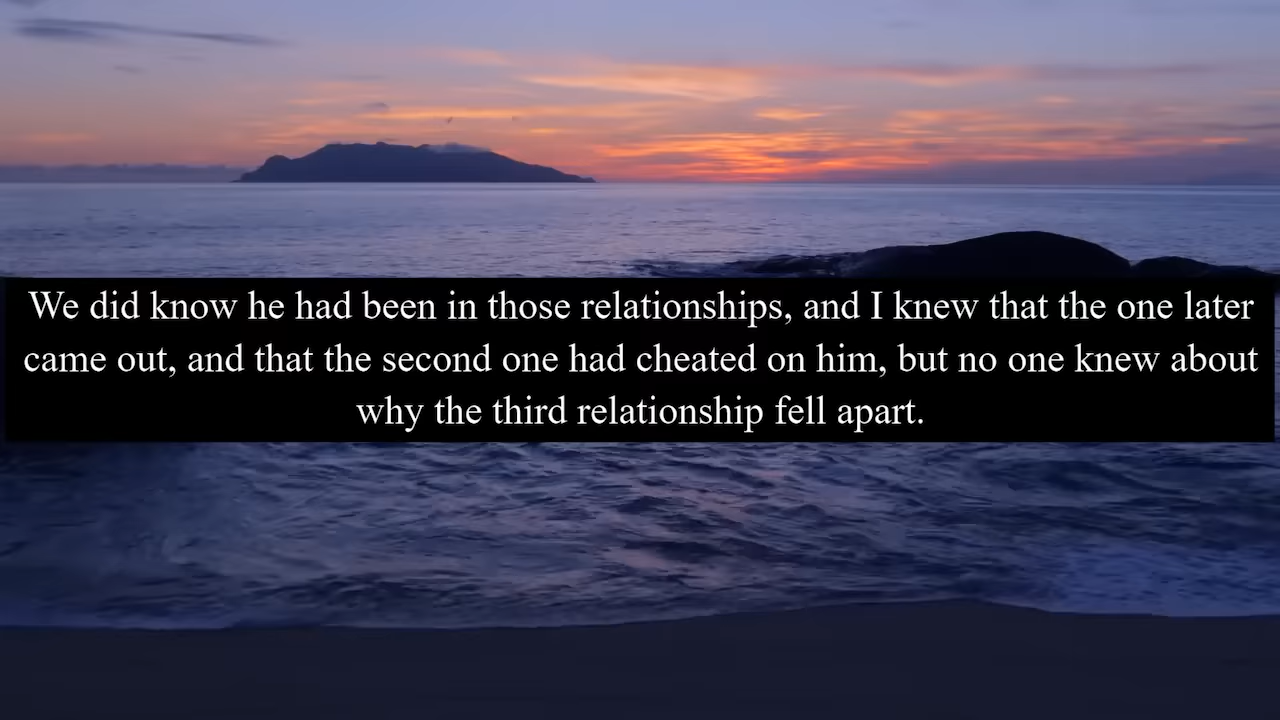 We did know he had been in those relationships, and I knew that the one later
came out, and that the second one had cheated on him, but no one knew about
why the third relationship fell apart.